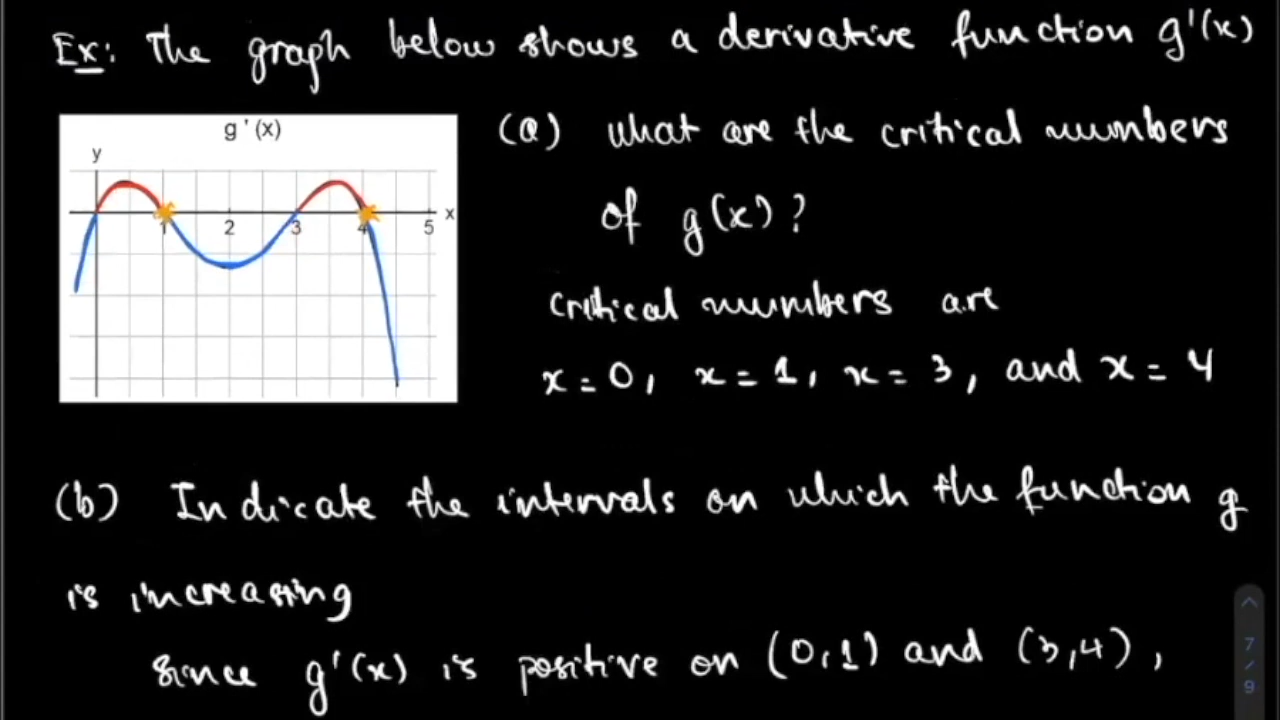 Ex: The graph below shows a derivative function g'(x)
g'(x)
y
x
1 2 3 4 5
(a) what are the critical numbers
of g(x)?
critical numbers are
x = 0, x = 1, x = 3, and x = 4
(b) Indicate the intervals on which the function g
is increasing
since g'(x) is positive on (0,1) and (3,4),
7
/
9